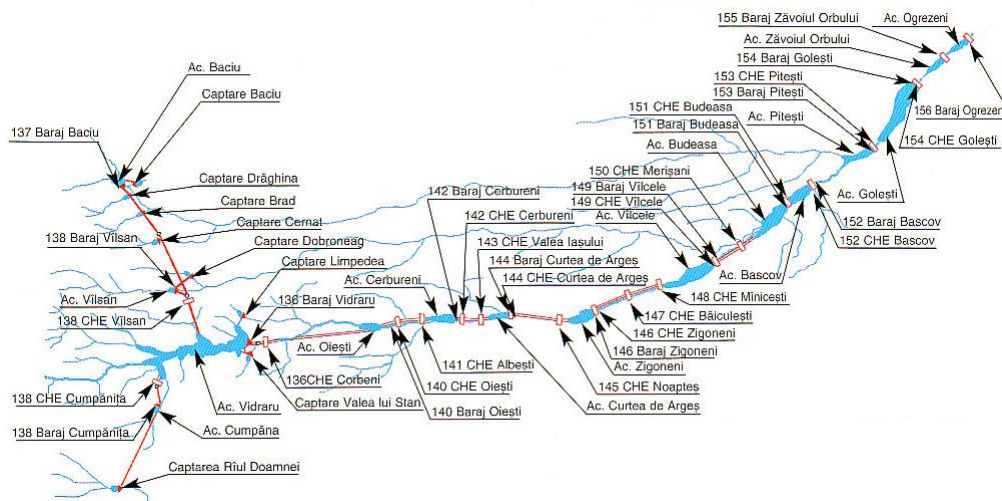 155 Baraj Zăvoiul Orbului
Ac. Ogrezeni
Ac. Zăvoiul Orbului
154 Baraj Golești
153 CHE Pitești
153 Baraj Pitești
151 CHE Budeasa
151 Baraj Budeasa
Ac. Pitești
Ac. Budeasa
156 Baraj Ogrezeni
154 CHE Golești
Ac. Baciu
Captare Baciu
137 Baraj Baciu
150 CHE Merișani
149 Baraj Vîlcele
149 CHE Vîlcele
Ac. Vîlcele
Ac. Golești
Captare Drăghina
Captare Brad
Captare Cernat
138 Baraj Vîlsan
Captare Dobroneag
Captare Limpedea
142 Baraj Cerbureni
142 CHE Cerbureni
143 CHE Valea Iașului
144 Baraj Curtea de Argeș
144 CHE Curtea de Argeș
152 Baraj Bascov
152 CHE Bascov
Ac. Bascov
Ac. Vîlsan
138 CHE Vîlsan
136 Baraj Vidraru
Ac. Cerbureni
148 CHE Mînicești
147 CHE Băiculești
146 CHE Zigoneni
146 Baraj Zigoneni
Ac. Zigoneni
145 CHE Noapteș
Ac. Oiești
141 CHE Albești
136CHE Corbeni
140 CHE Oiești
138 CHE Cumpănița
Captare Valea lui Stan
Ac. Vidraru
140 Baraj Oiești
Ac. Curtea de Argeș
138 Baraj Cumpănița
Ac. Cumpăna
Captarea Rîul Doamnei